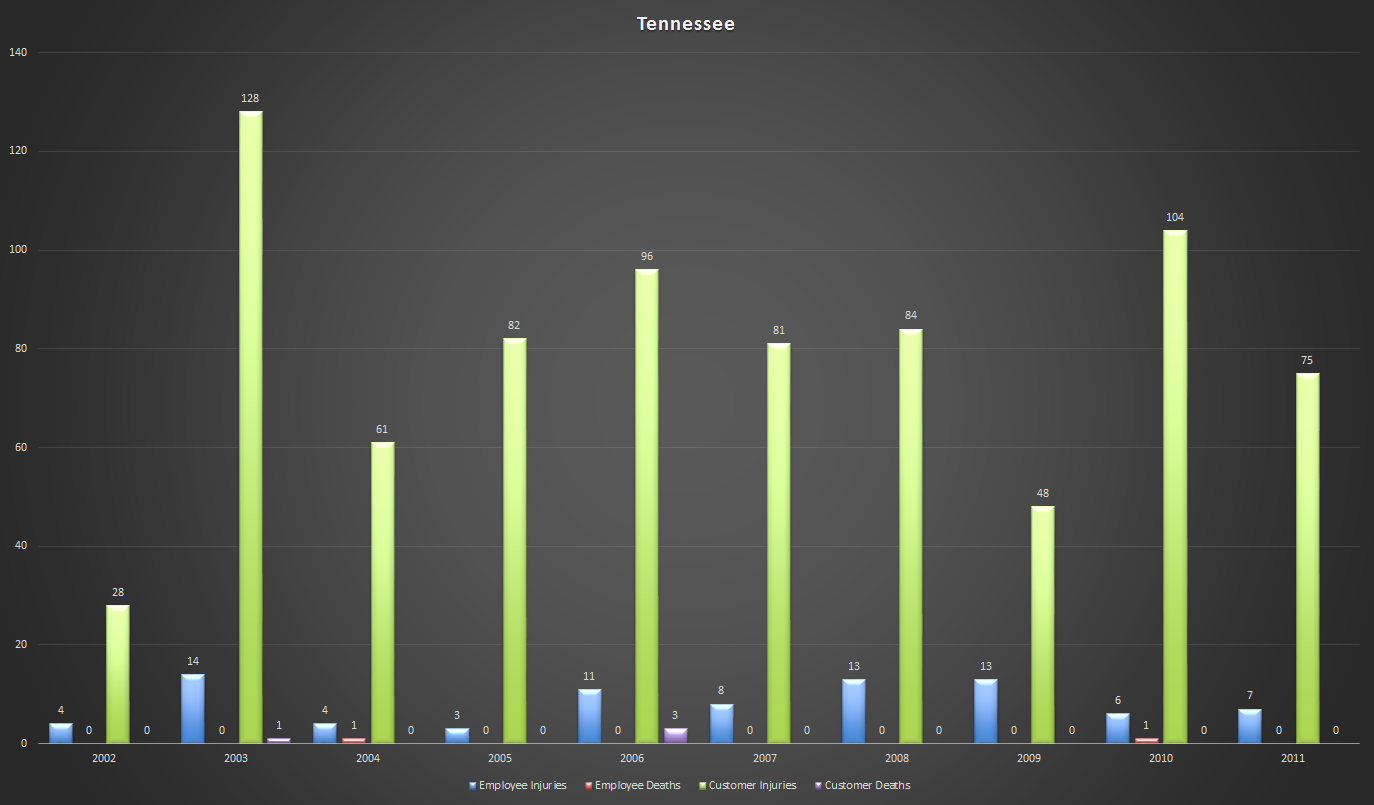 Tennessee
140
120
100
80
60
40
20
0
4 0 28 0
14 0 128 1
4 1 61 0
3 0 82 0
11 0 96 3
8 0 81 0
13 0 84 0
13 0 48 0
6 1 104 0
7 0 75 0
2002 2003 2004 2005 2006 2007 2008 2009 2010 2011
Employee Injuries Employee Deaths Customer Injuries Customer Deaths